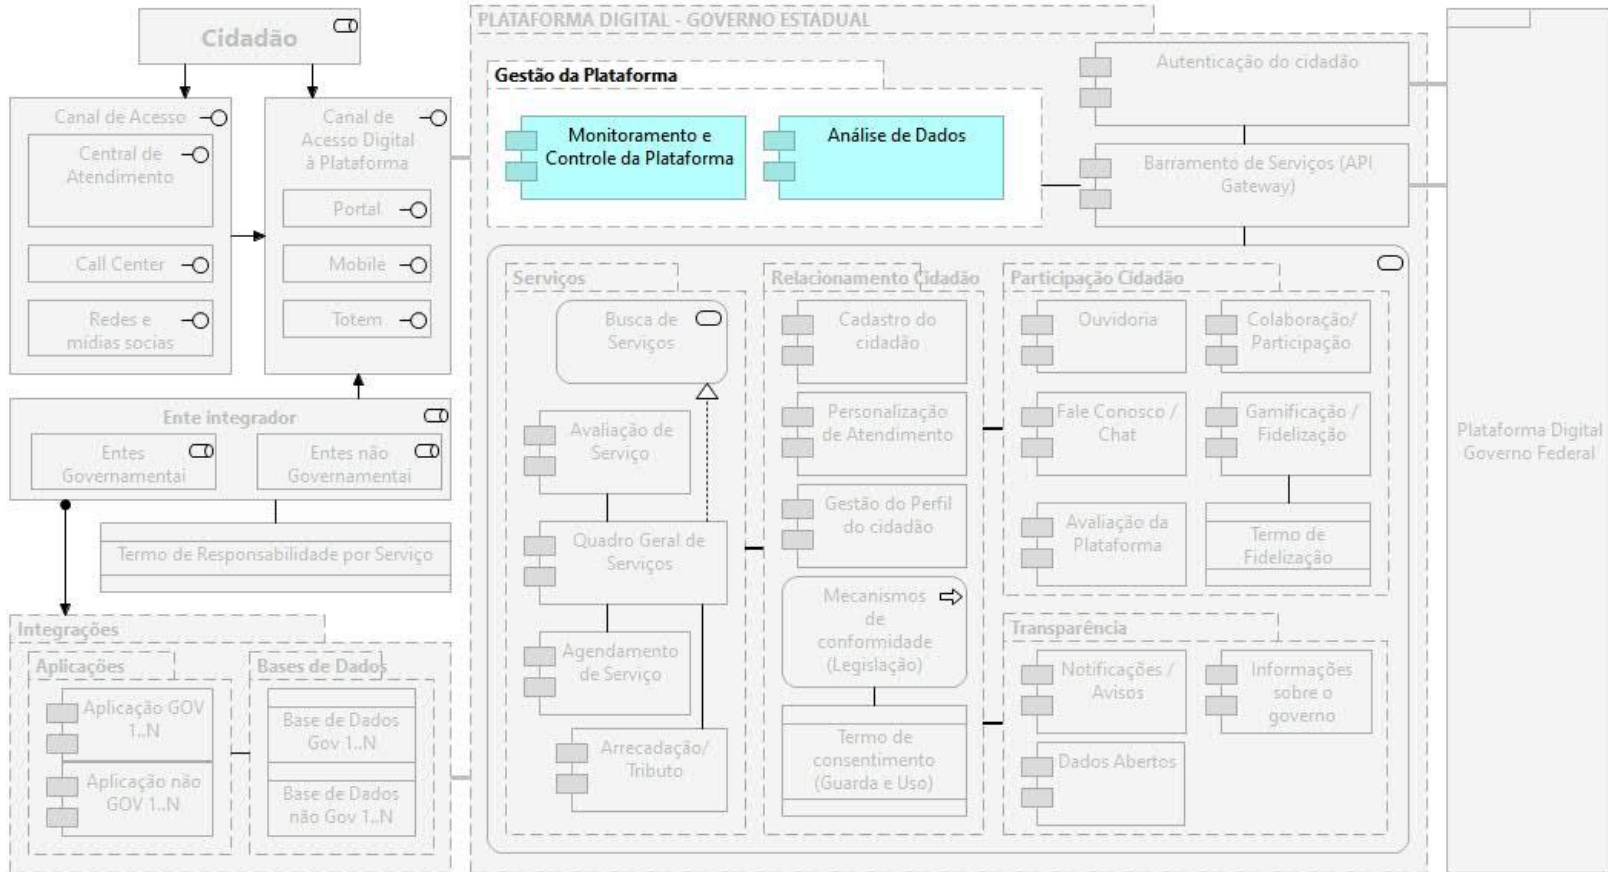 Cidadão
Canal de Acesso
Central de
Atendimento
Call Center
Redes e
mídias socias
Canal de
Acesso Digital
à Plataforma
Portal
Mobile
Totem
Ente integrador
Entes
Governamentai
Entes não
Governamentai
Termo de Responsabilidade por Serviço
Integrações
Aplicações
Aplicação GOV
1..N
Aplicação não
GOV 1..N
Bases de Dados
Base de Dados
Gov 1..N
Base de Dados
não Gov 1..N
PLATAFORMA DIGITAL - GOVERNO ESTADUAL
Gestão da Plataforma
Monitoramento e
Controle da Plataforma
Análise de Dados
Autenticação do cidadão
Barramento de Serviços (API
Gateway)
Serviços
Busca de
Serviços
Avaliação de
Serviço
Quadro Geral de
Serviços
Agendamento
de Serviço
Arrecadação/
Tributo
Relacionamento Cidadão
Cadastro do
cidadão
Personalização
de Atendimento
Gestão do Perfil
do cidadão
Mecanismos
de
conformidade
(Legislação)
Termo de
consentimento
(Guarda e Uso)
Participação Cidadão
Ouvidoria
Colaboração/
Participação
Fale Conosco /
Chat
Gamificação /
Fidelização
Avaliação da
Plataforma
Termo de
Fidelização
Transparência
Notificações /
Avisos
Informações
sobre o
governo
Dados Abertos
Plataforma Digital
Governo Federal